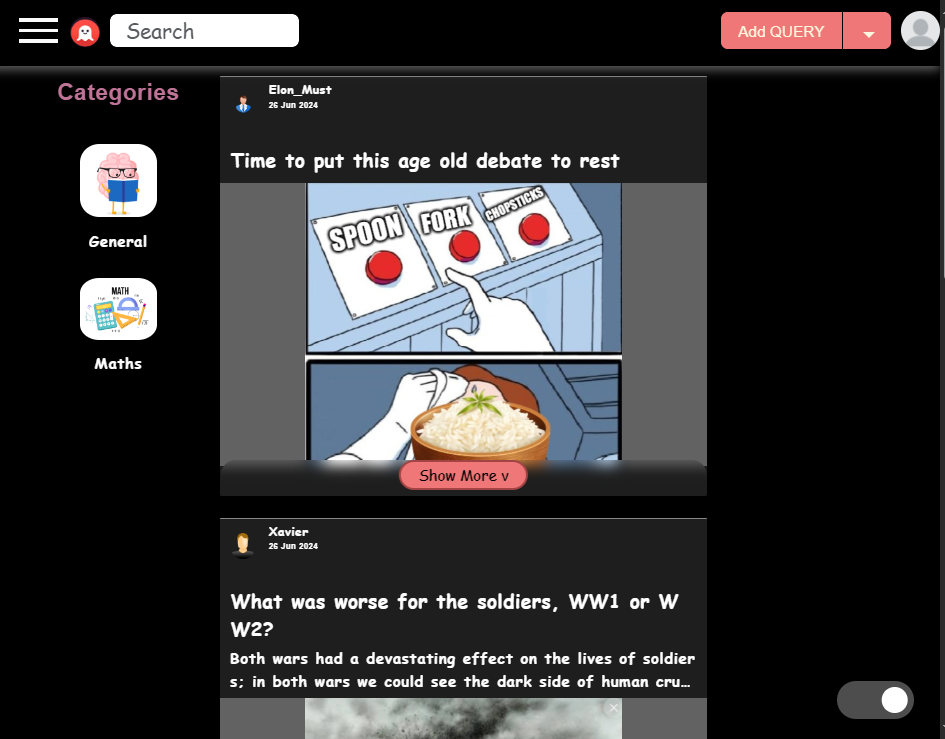 Search
Add QUERY
Categories
General
MATH
Maths
Elon_Must
26 Jun 2024
Time to put this age old debate to rest
SPOON
FORK
CHOPSTICKS
Show More v
Xavier
26 Jun 2024
What was worse for the soldiers, WW1 or W
W2?
Both wars had a devastating effect on the lives of soldier
s; in both wars we could see the dark side of human cru...